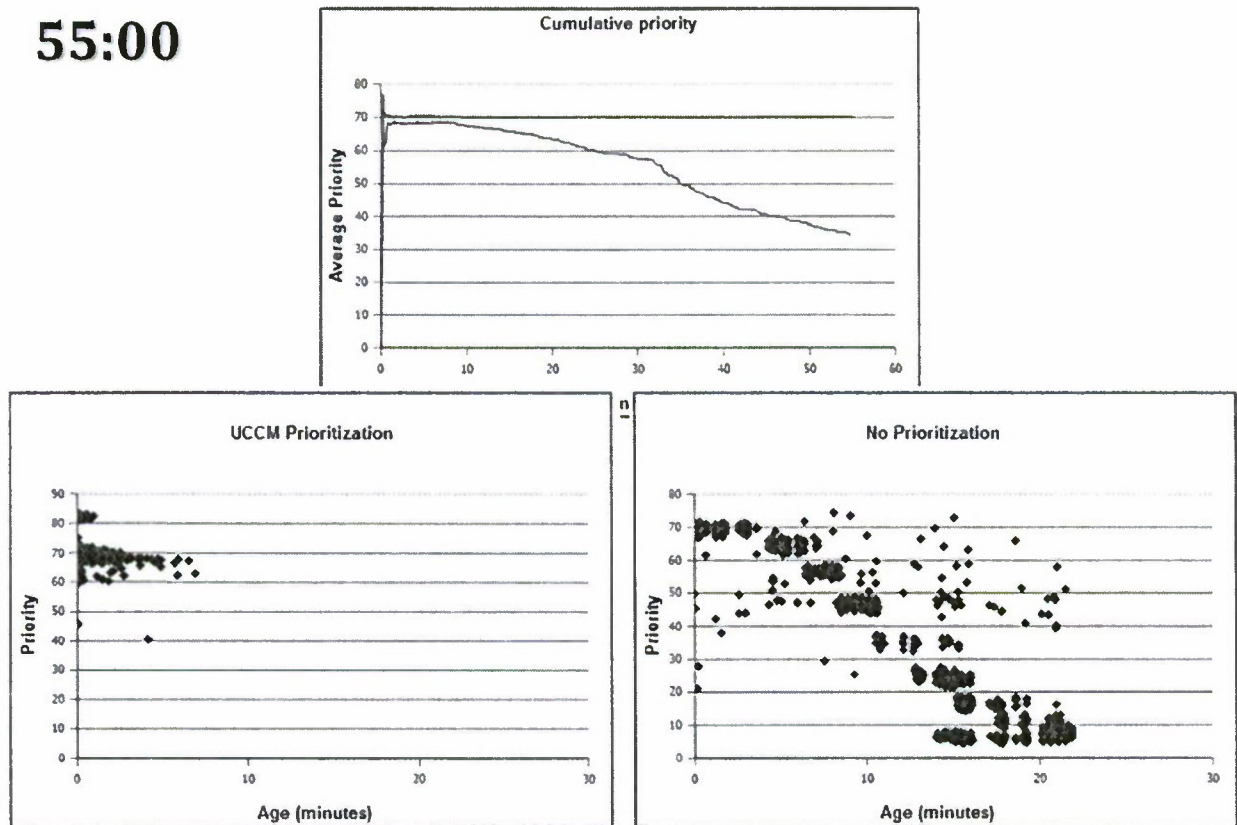 55:00
Cumulative priority
Average Priority
80
70
60
50
40
30
20
10
0
0 10 20 30 40 50 60
n
UCCM Prioritization
Priority
90
80
70
60
50
40
30
20
10
0
0 10 20 30
Age (minutes)
No Prioritization
Priority
80
70
60
50
40
30
20
10
0
0 10 20 30
Age (minutes)